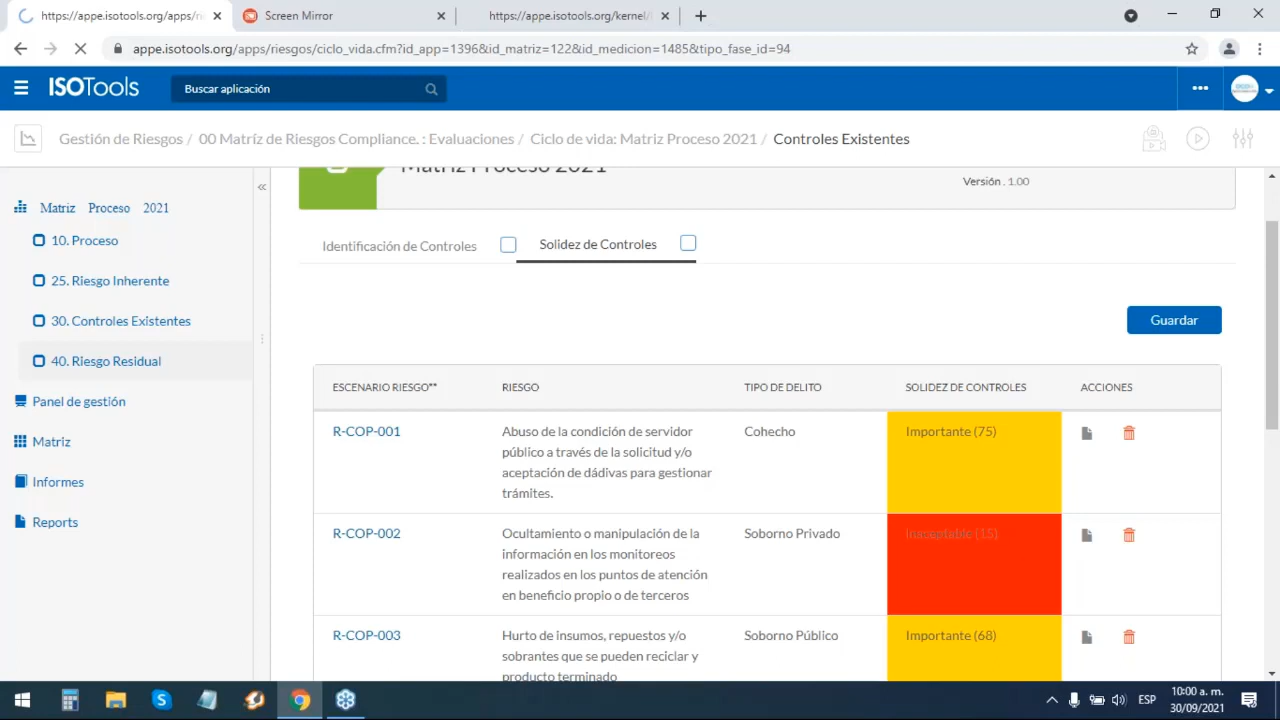 https://appe.isotools.org/apps/ri
Screen Mirror
https://appe.isotools.org/kernel/
appe.isotools.org/apps/riesgos/ciclo_vida.cfm?id_app=1396&id_matriz=122&id_medicion=1485&tipo_fase_id=94
ISOTools
Buscar aplicación
Gestión de Riesgos / 00 Matríz de Riesgos Compliance. : Evaluaciones / Ciclo de vida: Matriz Proceso 2021 / Controles Existentes
Matriz Proceso 2021
Versión . 1.00
Matriz Proceso 2021
10. Proceso
25. Riesgo Inherente
30. Controles Existentes
40. Riesgo Residual
Panel de gestión
Matriz
Informes
Reports
Identificación de Controles
Solidez de Controles
Guardar
ESCENARIO RIESGO** RIESGO TIPO DE DELITO SOLIDEZ DE CONTROLES ACCIONES
R-COP-001 Abuso de la condición de servidor Cohecho Importante (75)
público a través de la solicitud y/o
aceptación de dádivas para gestionar
trámites.
R-COP-002 Ocultamiento o manipulación de la Soborno Privado Inaceptable (15)
información en los monitoreos
realizados en los puntos de atención
en beneficio propio o de terceros
R-COP-003 Hurto de insumos, repuestos y/o Soborno Público Importante (68)
sobrantes que se pueden reciclar y
producto terminado
ESP
10:00 a. m.
30/09/2021